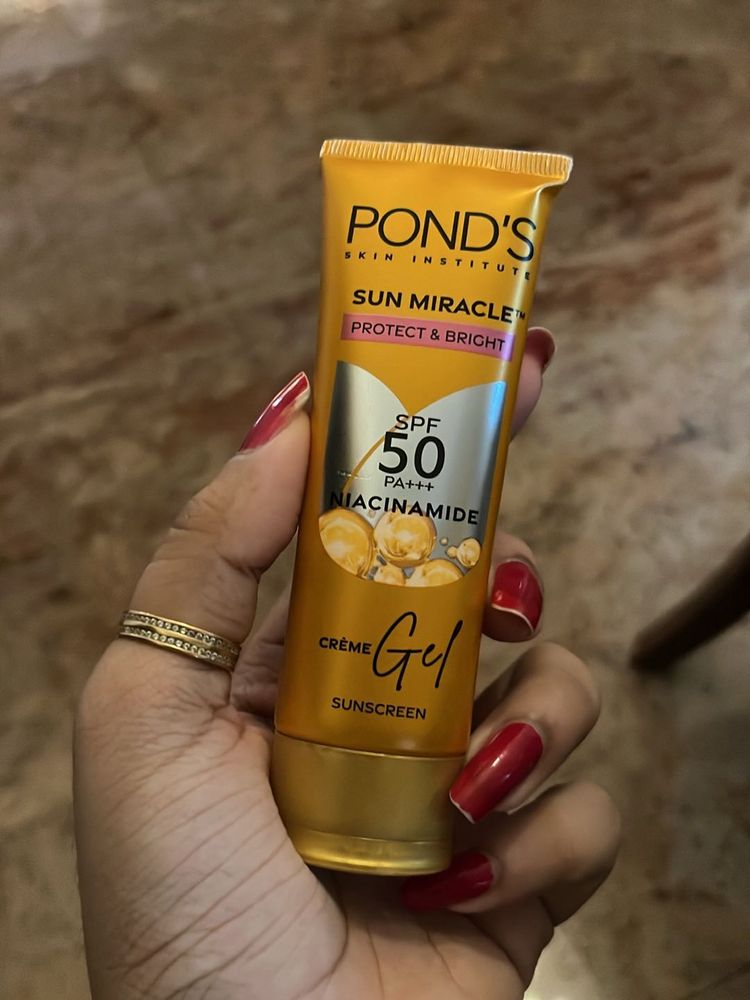 POND'S
SKIN INSTITUTE
SUN MIRACLE™
PROTECT & BRIGHT
SPF
50
PA+++
NIACINAMIDE
CRÈME Gel
SUNSCREEN